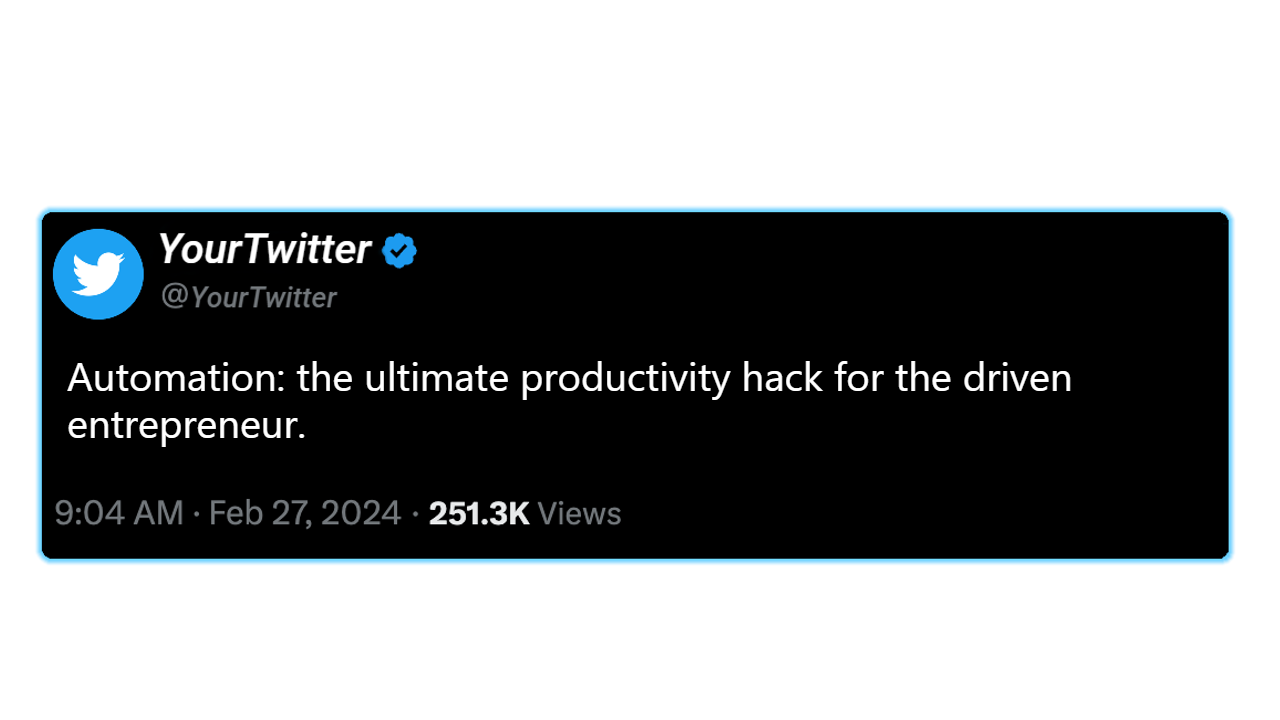 YourTwitter
@YourTwitter
Automation: the ultimate productivity hack for the driven
entrepreneur.
9:04 AM · Feb 27, 2024 · 251.3K Views